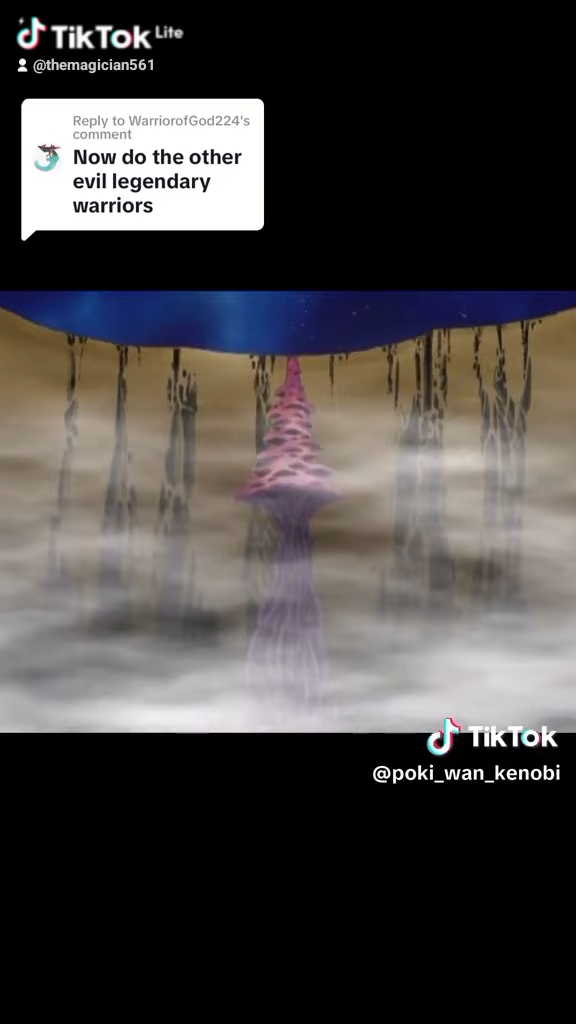 TikTok Lite
@themagician561
Reply to WarriorofGod224's
comment
Now do the other
evil legendary
warriors
TikTok
@poki_wan_kenobi